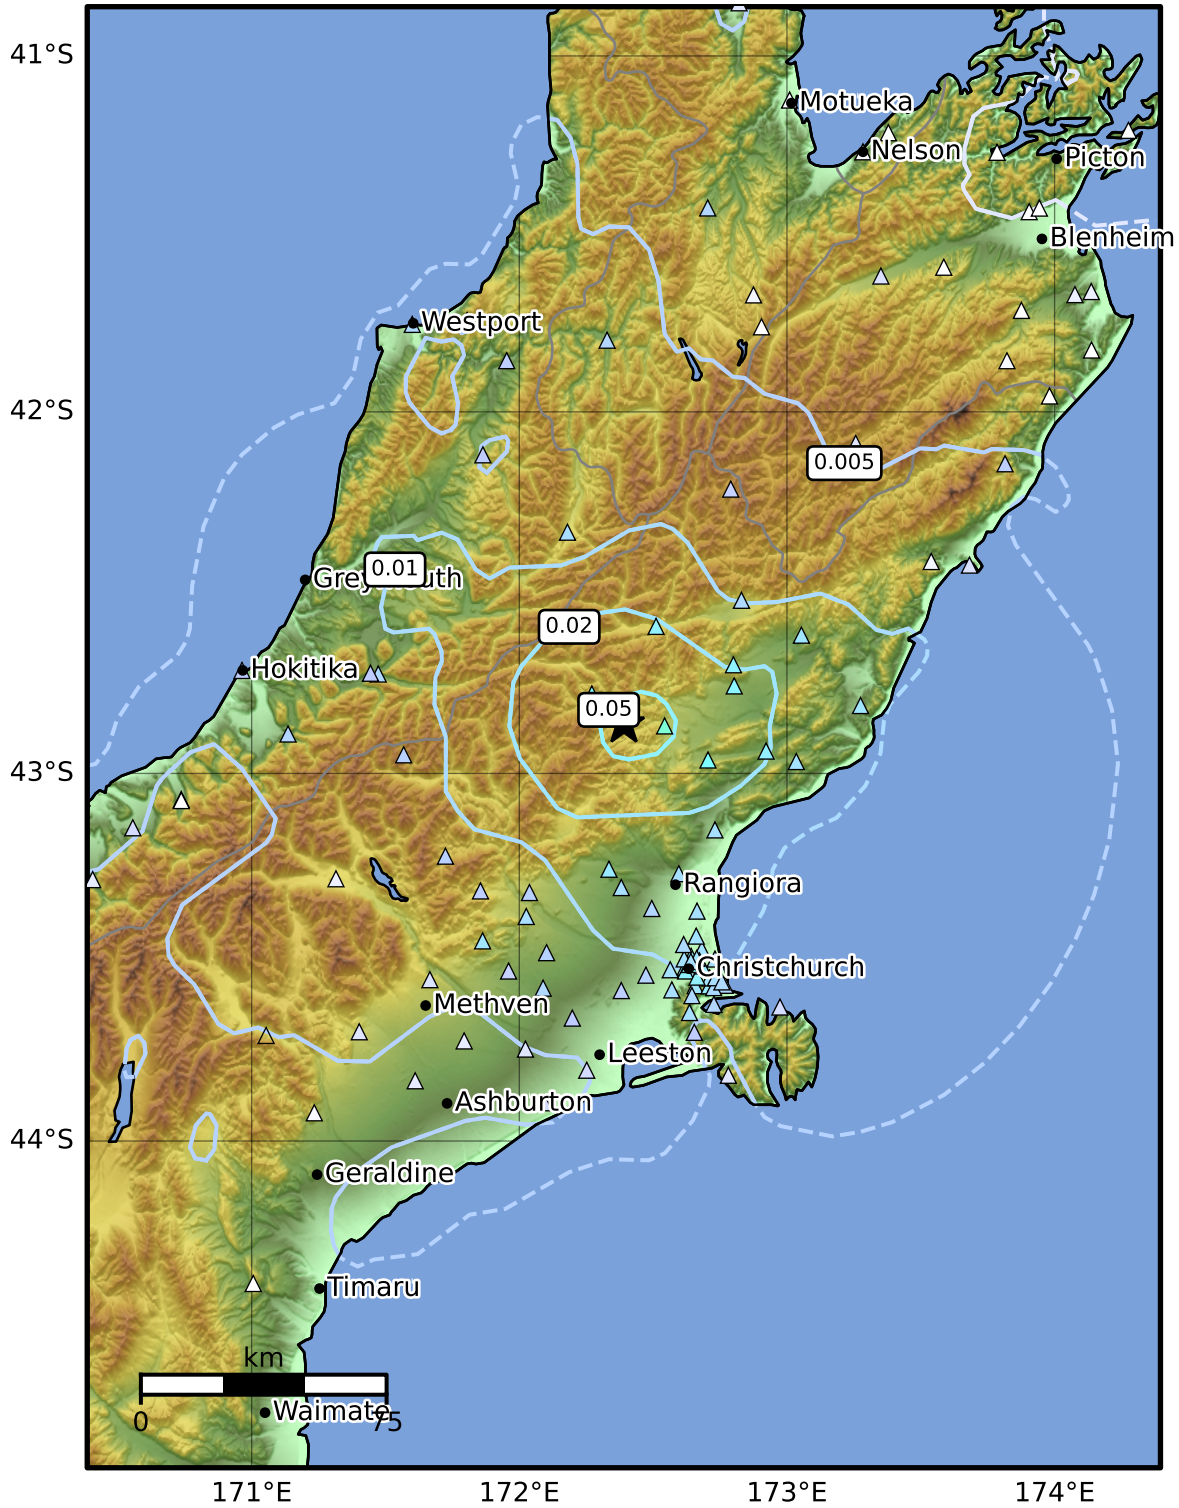 41°S
Motueka
Nelson
Picton
Blenheim
Westport
42°S
0.005
0.01
Greymouth
0.02
Hokitika
0.05
43°S
Rangiora
Christchurch
Methven
Leeston
Ashburton
44°S
Geraldine
Timaru
km
Waimate
0 75
171°E 172°E 173°E 174°E